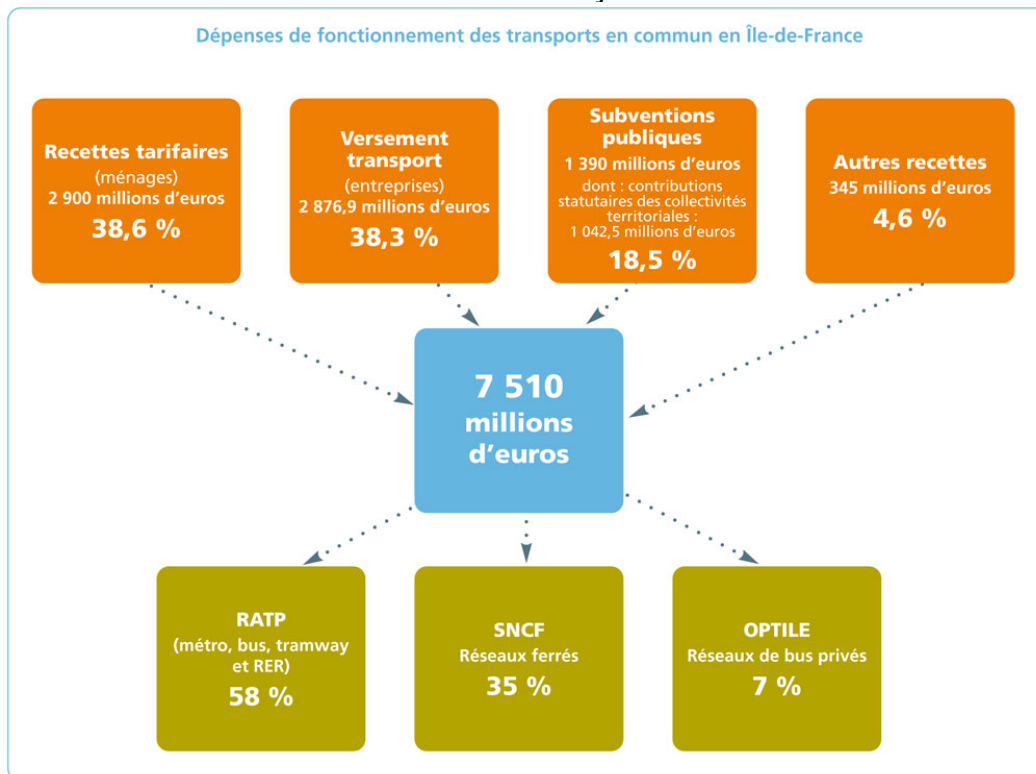 Dépenses de fonctionnement des transports en commun en Île-de-France
Recettes tarifaires
(ménages)
2 900 millions d'euros
38,6 %
Versement
transport
(entreprises)
2 876,9 millions d'euros
38,3 %
Subventions
publiques
1 390 millions d'euros
dont : contributions
statutaires des collectivités
territoriales :
1 042,5 millions d'euros
18,5 %
Autres recettes
345 millions d'euros
4,6 %
7 510
millions
d'euros
RATP
(métro, bus, tramway
et RER)
58 %
SNCF
Réseaux ferrés
35 %
OPTILE
Réseaux de bus privés
7 %